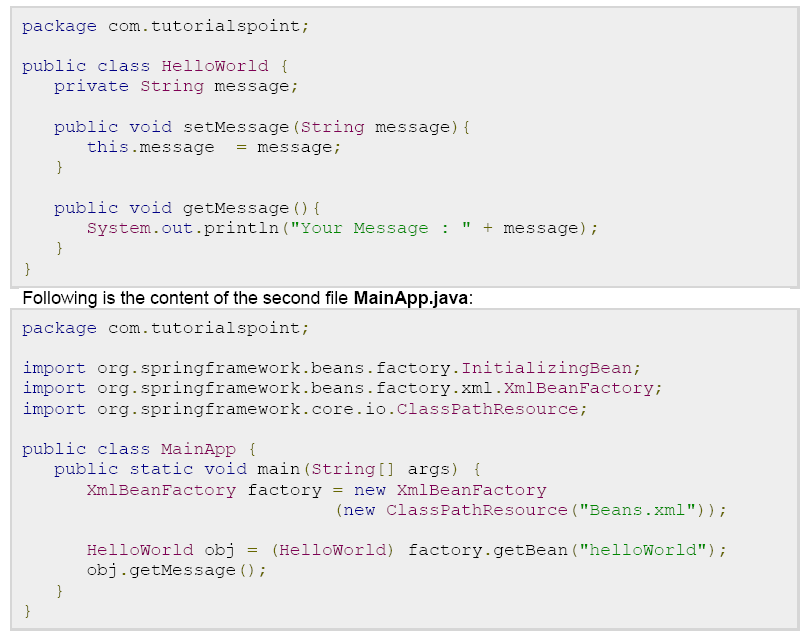 package com.tutorialspoint;
public class HelloWorld {
   private String message;
   public void setMessage(String message){
      this.message  = message;
   }
   public void getMessage(){
      System.out.println("Your Message : " + message);
   }
}
Following is the content of the second file MainApp.java:
package com.tutorialspoint;
import org.springframework.beans.factory.InitializingBean;
import org.springframework.beans.factory.xml.XmlBeanFactory;
import org.springframework.core.io.ClassPathResource;
public class MainApp {
   public static void main(String[] args) {
      XmlBeanFactory factory = new XmlBeanFactory
                             (new ClassPathResource("Beans.xml"));
      HelloWorld obj = (HelloWorld) factory.getBean("helloWorld");
      obj.getMessage();
   }
}